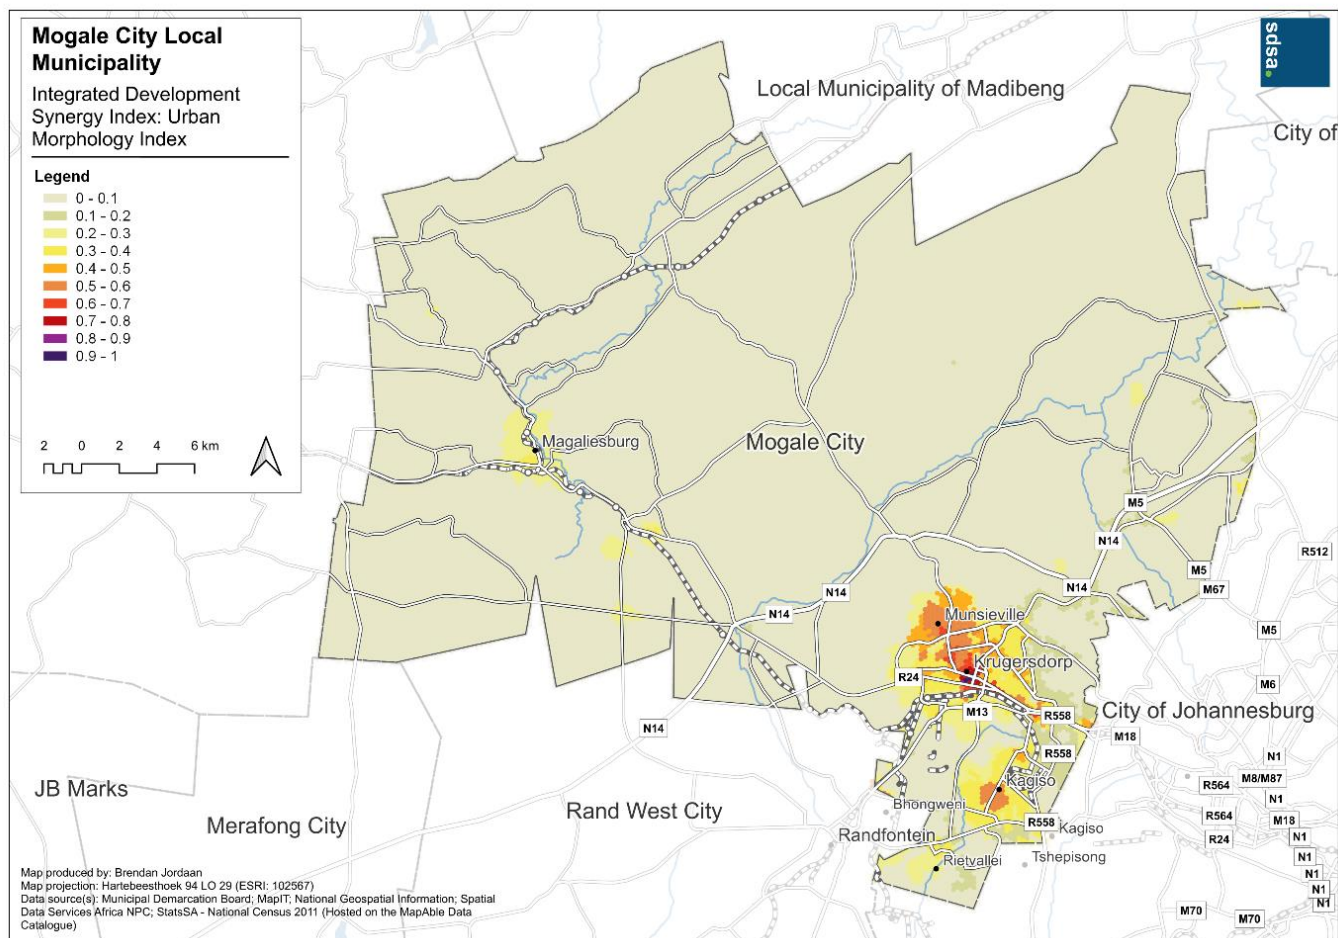 Mogale City Local
Municipality
Integrated Development
Synergy Index: Urban
Morphology Index
Legend
0 - 0.1
0.1 - 0.2
0.2 - 0.3
0.3 - 0.4
0.4 - 0.5
0.5 - 0.6
0.6 - 0.7
0.7 - 0.8
0.8 - 0.9
0.9 - 1
2 0 2 4 6 km
sdsa.
Local Municipality of Madibeng
City of
Magaliesburg
Mogale City
M5
N14
R512
M5
M67
N14
N14
N14
Munsieville
M5
Krugersdorp
R24
M6
M13
R558
City of Johannesburg
N14
M18
R558
N1
JB Marks
Kagiso
R564
M8/M87
N1
Rand West City
Bhongweni
R558
R564
M18
Merafong City
Randfontein
Kagiso
R24
N1
Rietvallei
Tshepisong
N1
N1
N1
N1
M70
M70
Map produced by: Brendan Jordaan
Map projection: Hartebeesthoek 94 LO 29 (ESRI: 102567)
Data source(s): Municipal Demarcation Board; MapIT; National Geospatial Information; Spatial
Data Services Africa NPC; StatsSA - National Census 2011 (Hosted on the MapAble Data
Catalogue)